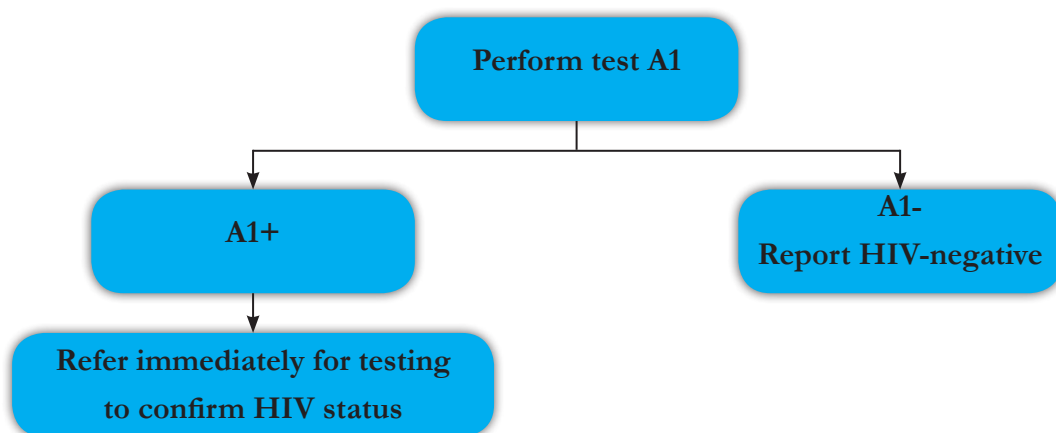 Perform test A1
A1+
A1-
Report HIV-negative
Refer immediately for testing
to confirm HIV status